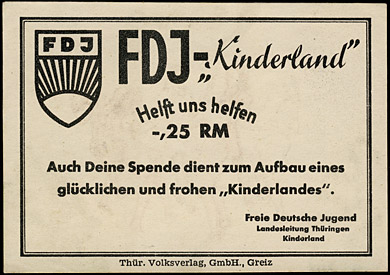 FDJ
FDJ-„Kinderland”
Helft uns helfen
-,25 RM
Auch Deine Spende dient zum Aufbau eines
glücklichen und frohen „Kinderlandes”.
Freie Deutsche Jugend
Landesleitung Thüringen
Kinderland
Thür. Volksverlag, GmbH., Greiz